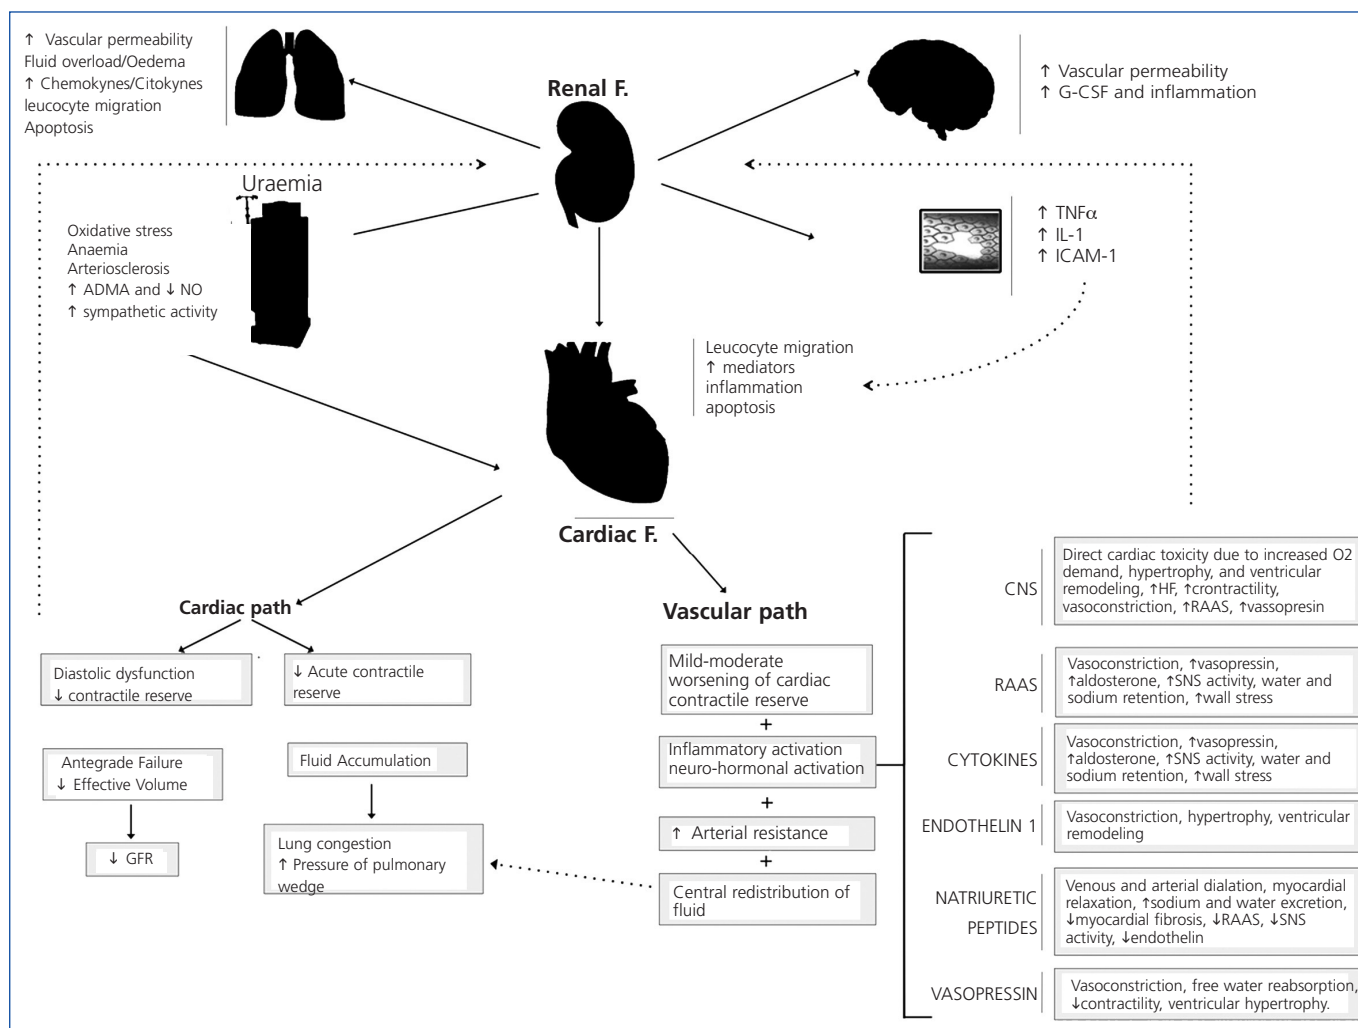 ↑ Vascular permeability
Fluid overload/Oedema
↑ Chemokynes/Citokynes
leucocyte migration
Apoptosis
Renal F.
↑ Vascular permeability
↑ G-CSF and inflammation
Uraemia
Oxidative stress
Anaemia
Arteriosclerosis
↑ ADMA and ↓ NO
↑ sympathetic activity
↑ TNFα
↑ IL-1
↑ ICAM-1
Leucocyte migration
↑ mediators
inflammation
apoptosis
Cardiac F.
Cardiac path
Diastolic dysfunction
↓ contractile reserve
↓ Acute contractile
reserve
Antegrade Failure
↓ Effective Volume
Fluid Accumulation
↓ GFR
Lung congestion
↑ Pressure of pulmonary
wedge
Vascular path
Mild-moderate
worsening of cardiac
contractile reserve
+
Inflammatory activation
neuro-hormonal activation
+
↑ Arterial resistance
+
Central redistribution of
fluid
CNS
Direct cardiac toxicity due to increased O2
demand, hypertrophy, and ventricular
remodeling, ↑HF, ↑crontractility,
vasoconstriction, ↑RAAS, ↑vassopresin
RAAS
Vasoconstriction, ↑vasopressin,
↑aldosterone, ↑SNS activity, water and
sodium retention, ↑wall stress
CYTOKINES
Vasoconstriction, ↑vasopressin,
↑aldosterone, ↑SNS activity, water and
sodium retention, ↑wall stress
ENDOTHELIN 1
Vasoconstriction, hypertrophy, ventricular
remodeling
NATRIURETIC
PEPTIDES
Venous and arterial dialation, myocardial
relaxation, ↑sodium and water excretion,
↓myocardial fibrosis, ↓RAAS, ↓SNS
activity, ↓endothelin
VASOPRESSIN
Vasoconstriction, free water reabsorption,
↓contractility, ventricular hypertrophy.